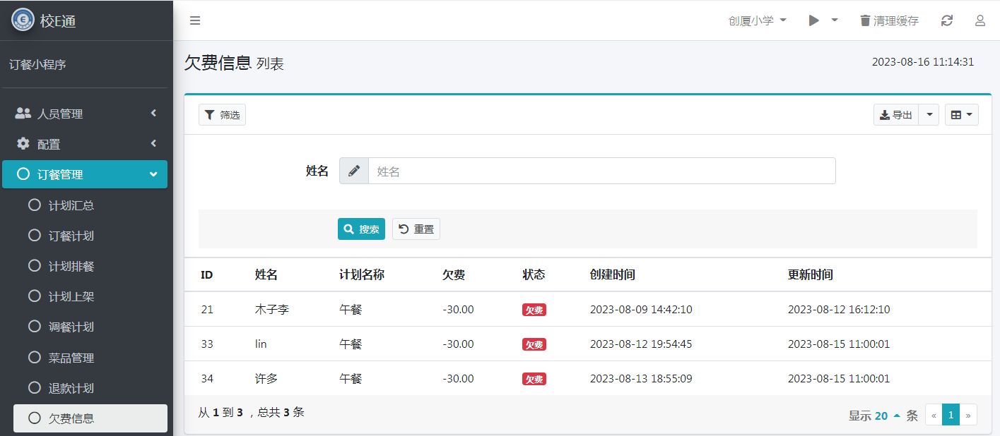 校E通
创厦小学
清理缓存
订餐小程序
欠费信息 列表
2023-08-16 11:14:31
人员管理
配置
订餐管理
计划汇总
订餐计划
计划排餐
计划上架
调餐计划
菜品管理
退款计划
欠费信息
筛选
导出
姓名 姓名
搜索 重置
ID 姓名 计划名称 欠费 状态 创建时间 更新时间
21 木子李 午餐 -30.00 欠费 2023-08-09 14:42:10 2023-08-12 16:12:10
33 lin 午餐 -30.00 欠费 2023-08-12 19:54:45 2023-08-15 11:00:01
34 许多 午餐 -30.00 欠费 2023-08-13 18:55:09 2023-08-15 11:00:01
从 1 到 3 ，总共 3 条
显示 20 条 « 1 »